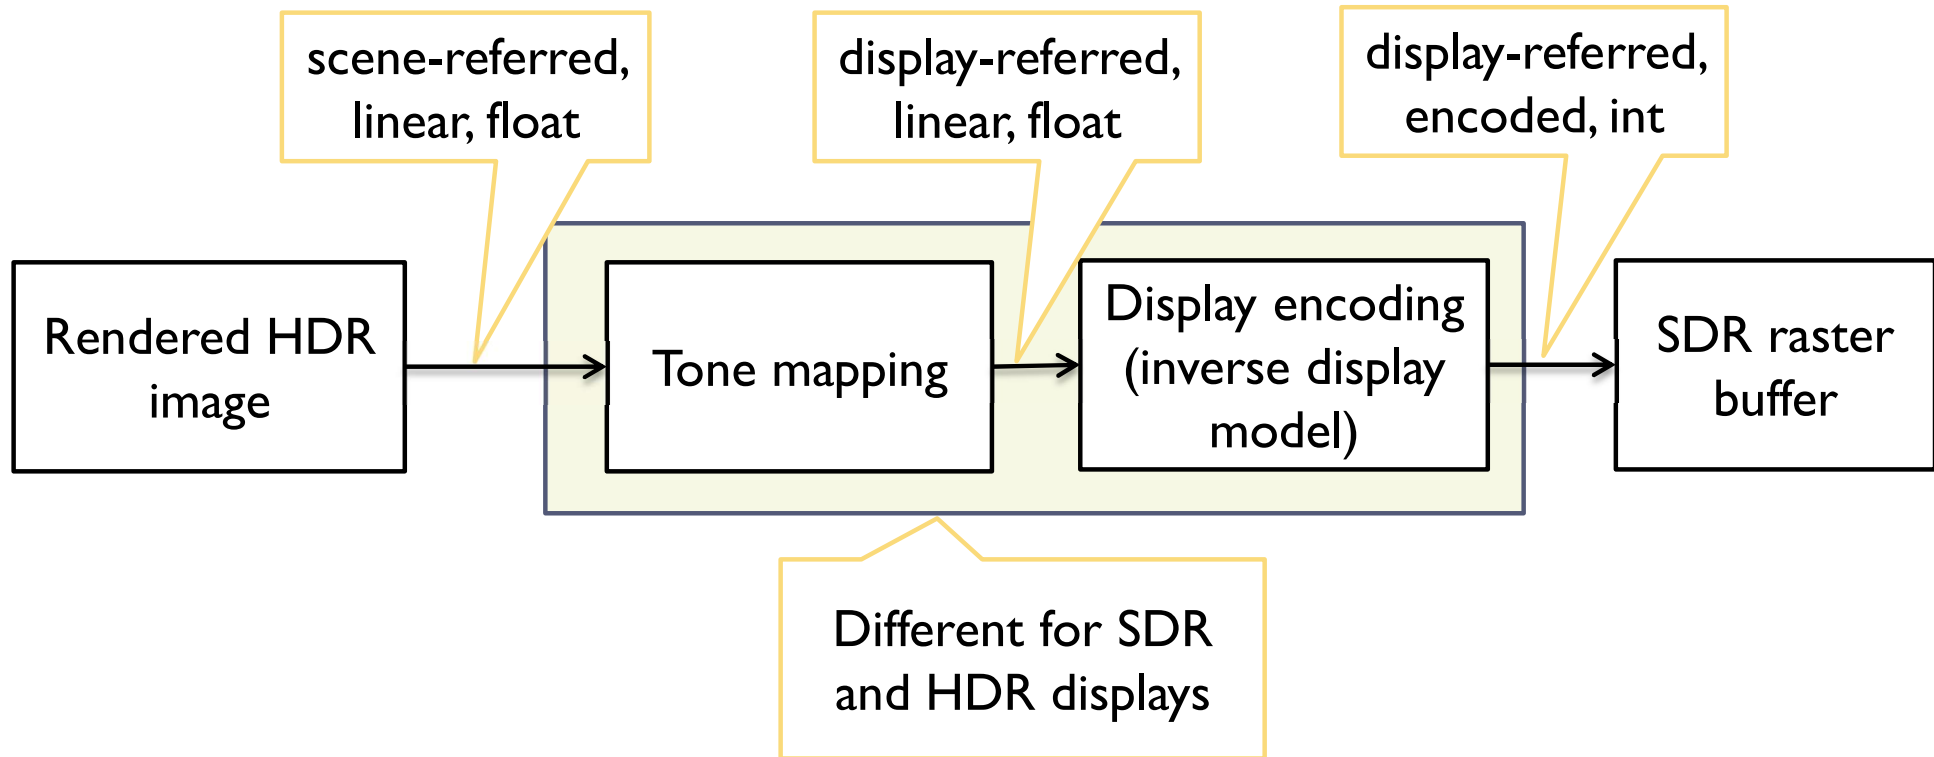 scene-referred,
linear, float
display-referred,
linear, float
display-referred,
encoded, int
Rendered HDR
image
Tone mapping
Display encoding
(inverse display
model)
SDR raster
buffer
Different for SDR
and HDR displays